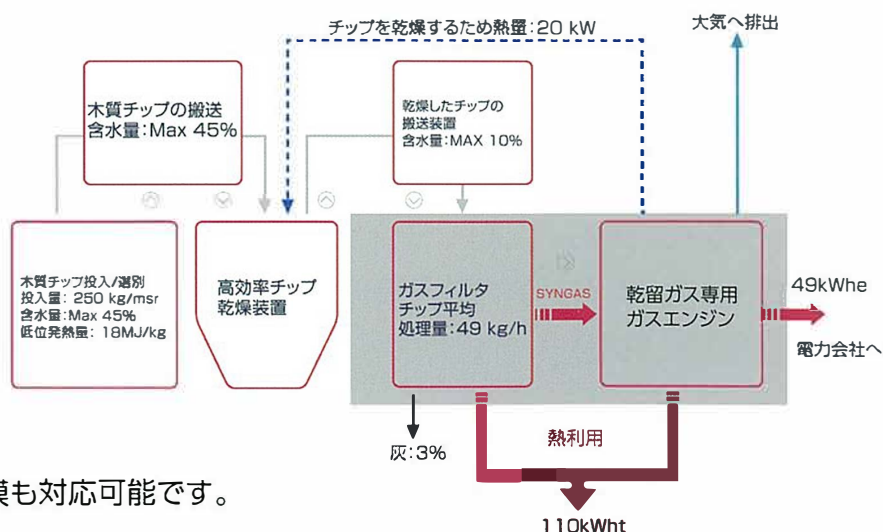 チップを乾燥するため熱量:20 kW
大気へ排出
木質チップの搬送
含水量:Max 45%
乾燥したチップの
搬送装置
含水量:MAX 10%
木質チップ投入/選別
投入量: 250 kg/msr
含水量:Max 45%
低位発熱量: 18MJ/kg
高効率チップ
乾燥装置
ガスフィルタ
チップ平均
処理量:49 kg/h
SYNGAS
乾留ガス専用
ガスエンジン
49kWhe
電力会社へ
灰:3%
熱利用
110kWht
も対応可能です。